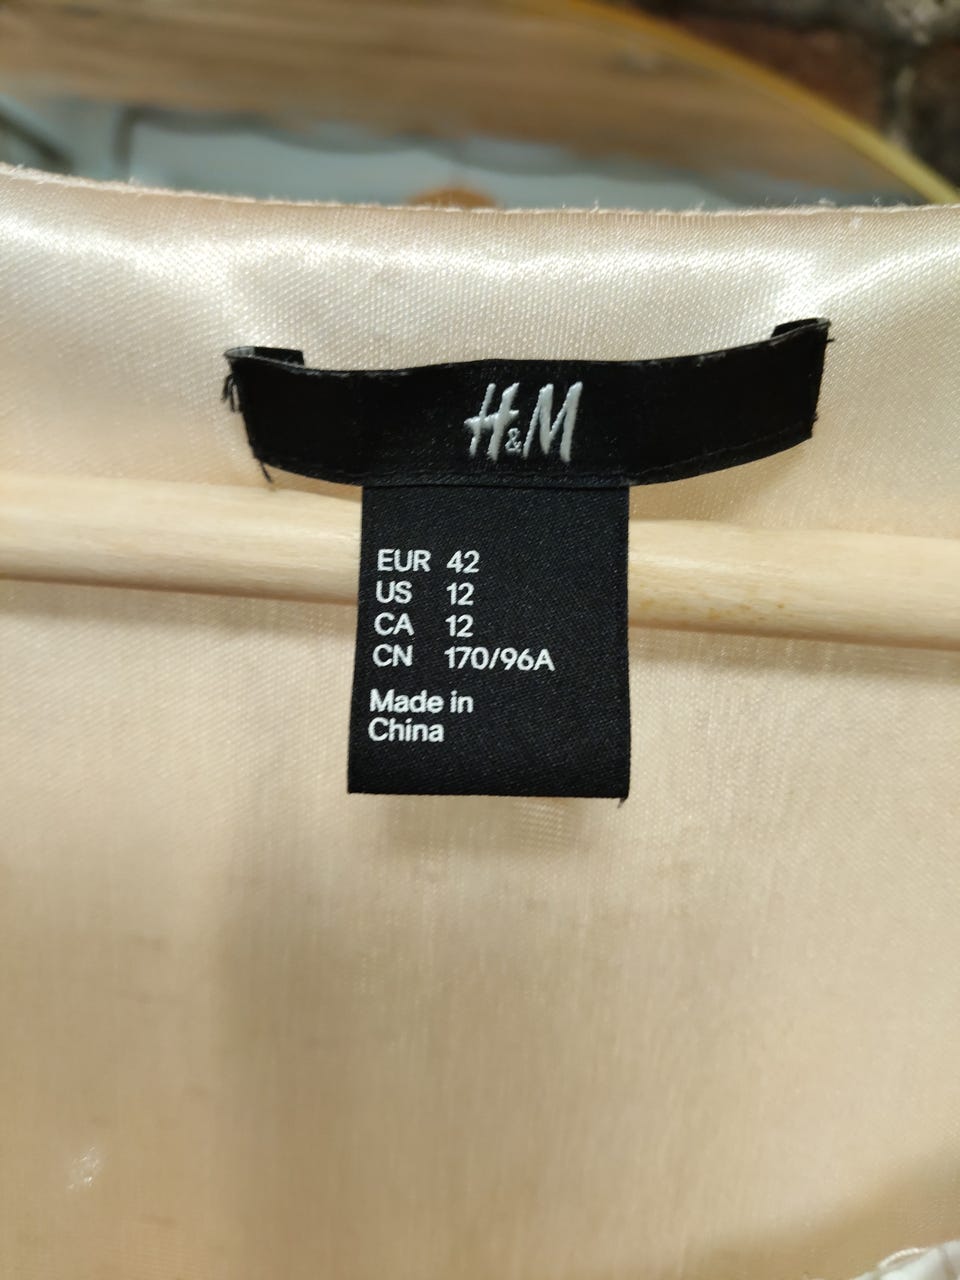 H&M
EUR 42
US 12
CA 12
CN 170/96A
Made in
China